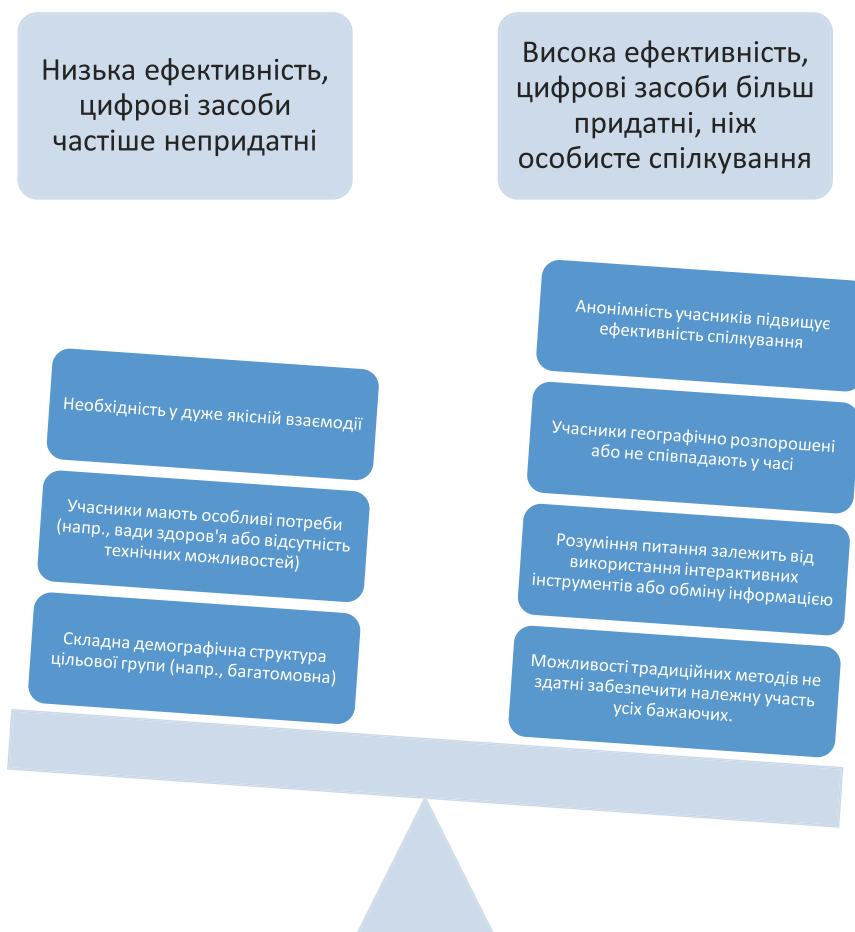 Низька ефективність,
цифрові засоби
частіше непридатні
Висока ефективність,
цифрові засоби більш
придатні, ніж
особисте спілкування
Необхідність у дуже якісній взаємодії
Учасники мають особливі потреби
(напр., вади здоров'я або відсутність
технічних можливостей)
Складна демографічна структура
цільової групи (напр., багатомовна)
Анонімність учасників підвищує
ефективність спілкування
Учасники географічно розпорошені
або не співпадають у часі
Розуміння питання залежить від
використання інтерактивних
інструментів або обміну інформацією
Можливості традиційних методів не
здатні забезпечити належну участь
усіх бажаючих.